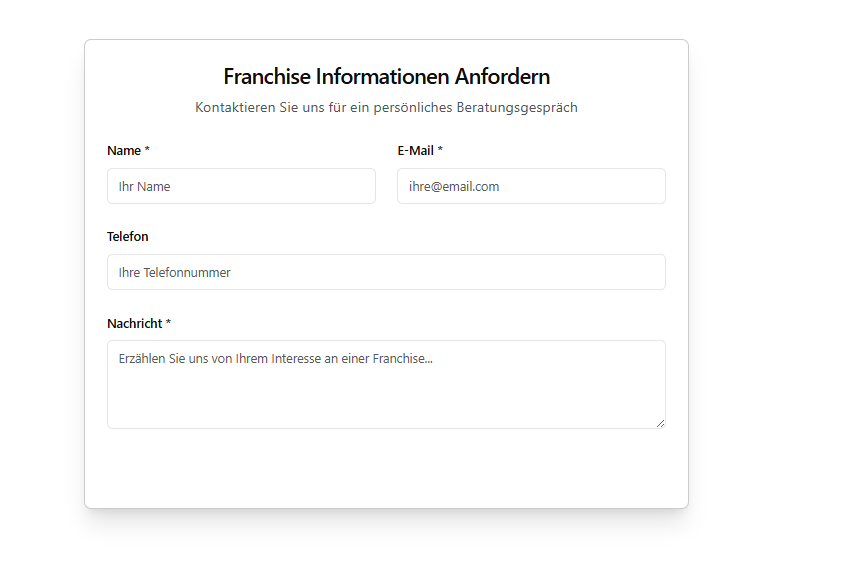 Franchise Informationen Anfordern
Kontaktieren Sie uns für ein persönliches Beratungsgespräch
Name *
E-Mail *
Ihr Name
ihre@email.com
Telefon
Ihre Telefonnummer
Nachricht *
Erzählen Sie uns von Ihrem Interesse an einer Franchise...